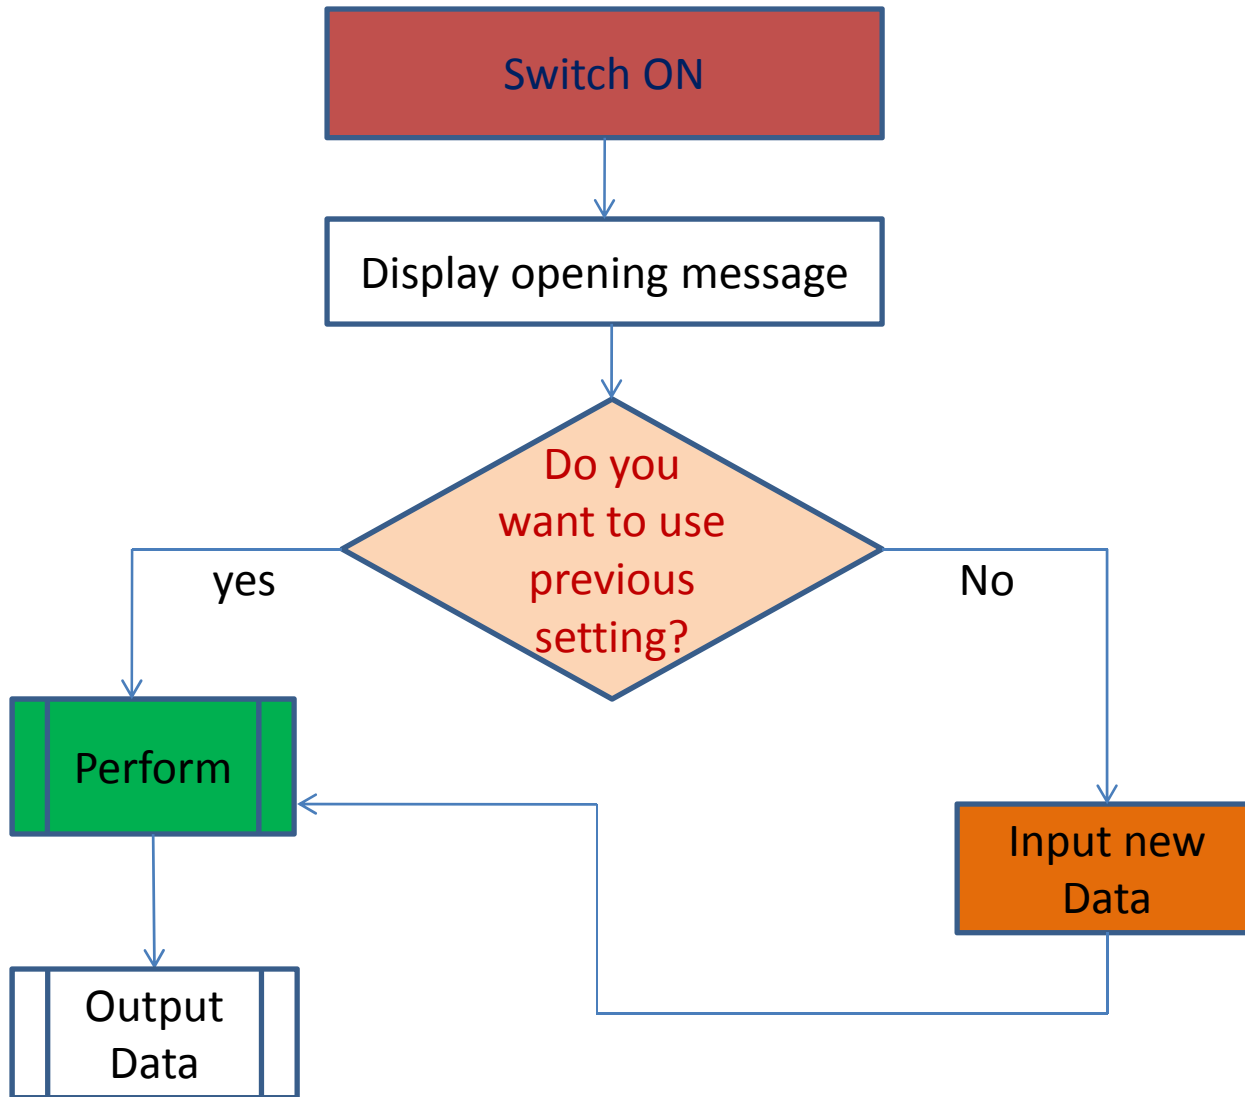 Switch ON
Display opening message
Do you
want to use
previous
setting?
yes
No
Perform
Input new
Data
Output
Data